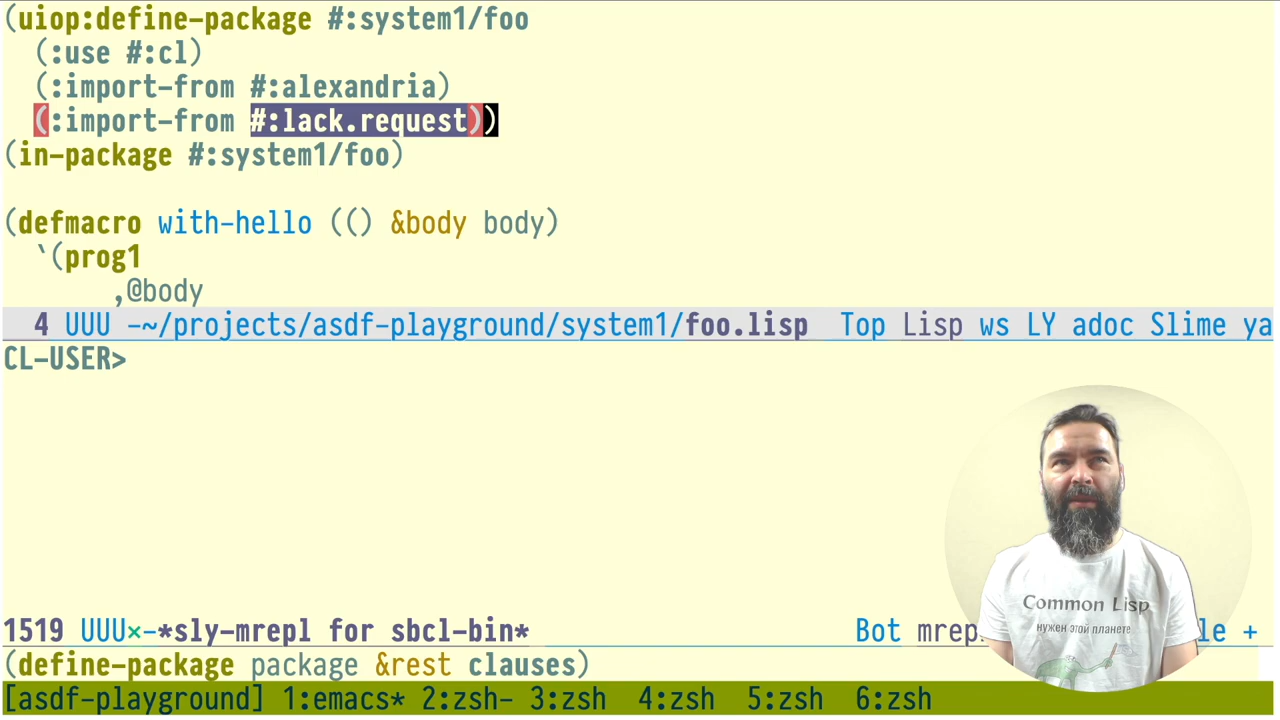 (uiop:define-package #:system1/foo
(:use #:cl)
(:import-from #:alexandria)
(:import-from #:lack.request))
(in-package #:system1/foo)
(defmacro with-hello (() &body body)
`(prog1
,@body
4 UUU -~/projects/asdf-playground/system1/foo.lisp Top Lisp ws LY adoc Slime ya
CL-USER>
Common Lisp
нужен этой планете
1519 UUU×-*sly-mrepl for sbcl-bin* Bot mrep le +
(define-package package &rest clauses)
[asdf-playground] 1:emacs* 2:zsh- 3:zsh 4:zsh 5:zsh 6:zsh